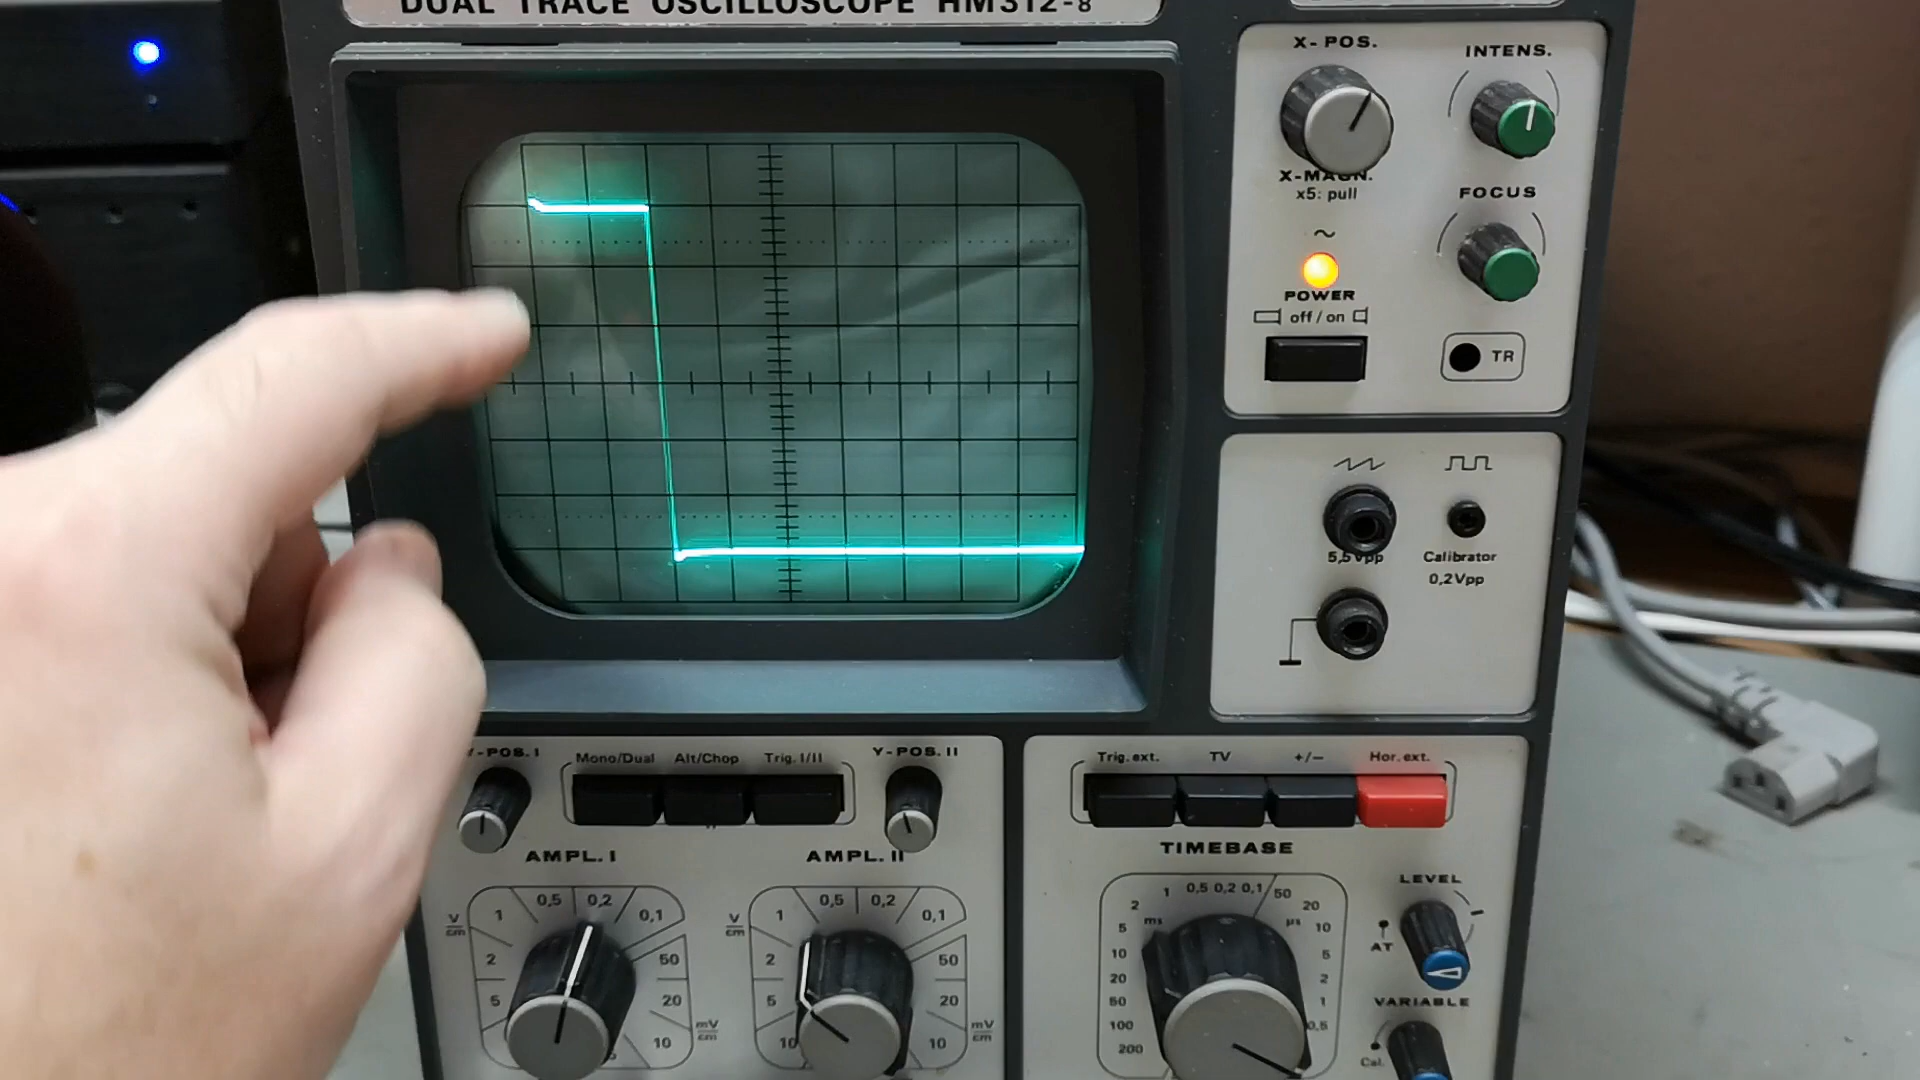 DUAL TRACE OSCILLOSCOPE HM312-8
X-POS.
INTENS.
X-MAGN.
x5: pull
FOCUS
~
POWER
off/on
TR
5,5Vpp
Calibrator
0,2Vpp
Y-POS. I
Mono/Dual
Alt/Chop
Trig. I/II
Y-POS. II
Trig. ext.
TV
+/−
Hor. ext.
AMPL. I
AMPL. II
TIMEBASE
LEVEL
AT
VARIABLE
Cal.
V
cm
1
0,5
0,2
0,1
2
50
5
20
mV
cm
10
V
cm
1
0,5
0,2
0,1
2
50
5
20
10
10
mV
cm
1
0,5 0,2 0,1
50
2
20
ms
μs
5
10
10
5
20
2
50
1
100
0,5
200